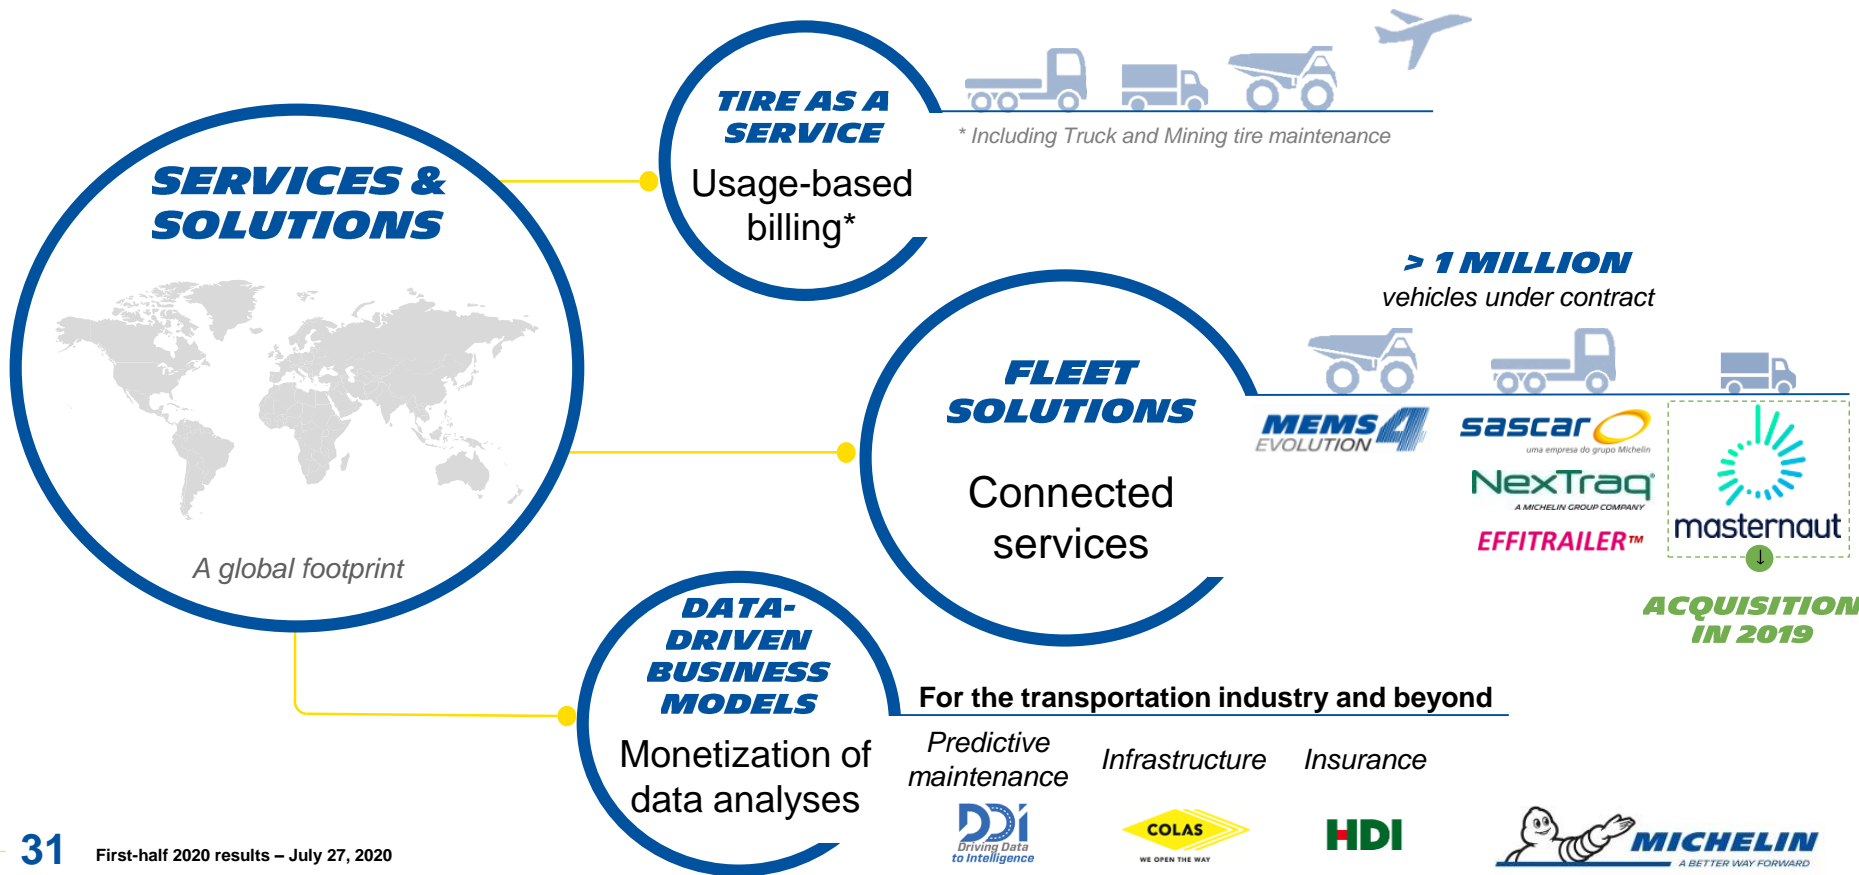 SERVICES &
SOLUTIONS
A global footprint
TIRE AS A
SERVICE
Usage-based
billing*
* Including Truck and Mining tire maintenance
FLEET
SOLUTIONS
Connected
services
> 1 MILLION
vehicles under contract
MEMS4
EVOLUTION
sascar
uma empresa do grupo Michelin
NexTraq
A MICHELIN GROUP COMPANY
EFFITRAILER™
masternaut
↓
ACQUISITION
IN 2019
DATA-
DRIVEN
BUSINESS
MODELS
Monetization of
data analyses
For the transportation industry and beyond
Predictive
maintenance
Infrastructure
Insurance
DDi
Driving Data
to Intelligence
COLAS
WE OPEN THE WAY
HDI
MICHELIN
A BETTER WAY FORWARD
31
First-half 2020 results – July 27, 2020